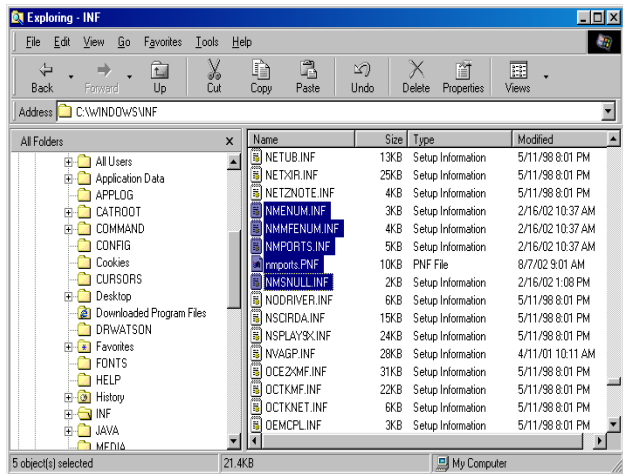 Exploring - INF
File Edit View Go Favorites Tools Help
Back Forward Up Cut Copy Paste Undo Delete Properties Views
Address C:\WINDOWS\INF
All Folders x
All Users
Application Data
APPLOG
CATROOT
COMMAND
CONFIG
Cookies
CURSORS
Desktop
Downloaded Program Files
DRWATSON
Favorites
FONTS
HELP
History
INF
JAVA
MEDIA
Name Size Type Modified
NETUB.INF 13KB Setup Information 5/11/98 8:01 PM
NETXIR.INF 25KB Setup Information 5/11/98 8:01 PM
NETZNOTE.INF 4KB Setup Information 5/11/98 8:01 PM
NMENUM.INF 3KB Setup Information 2/16/02 10:37 AM
NMMFENUM.INF 4KB Setup Information 2/16/02 10:37 AM
NMPORTS.INF 5KB Setup Information 2/16/02 10:37 AM
nmports.PNF 10KB PNF File 8/7/02 9:01 AM
NMSNULL.INF 2KB Setup Information 2/16/02 1:08 PM
NODRIVER.INF 6KB Setup Information 5/11/98 8:01 PM
NSCIRDA.INF 15KB Setup Information 5/11/98 8:01 PM
NSPLAY9X.INF 24KB Setup Information 5/11/98 8:01 PM
NVAGP.INF 28KB Setup Information 4/11/01 10:11 AM
OCE2XMF.INF 31KB Setup Information 5/11/98 8:01 PM
OCTKMF.INF 22KB Setup Information 5/11/98 8:01 PM
OCTKNET.INF 6KB Setup Information 5/11/98 8:01 PM
OEMCPL.INF 3KB Setup Information 5/11/98 8:01 PM
5 object(s) selected 21.4KB My Computer